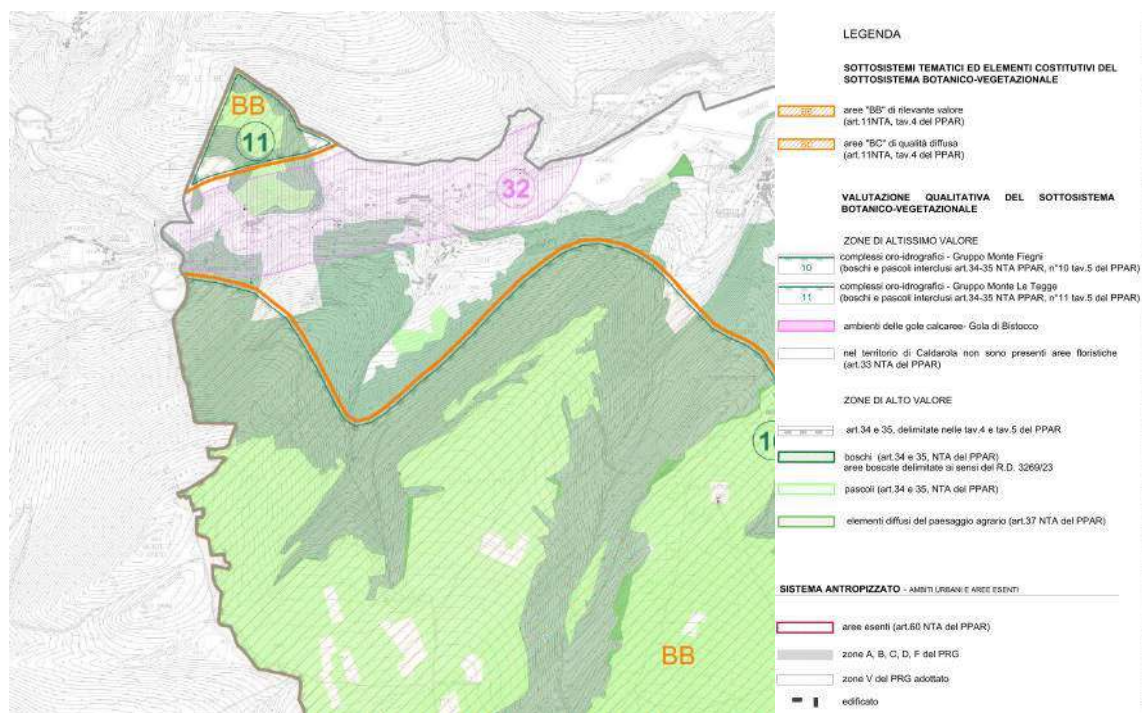 BB
11
32
10
BB
LEGENDA
SOTTOSISTEMI TEMATICI ED ELEMENTI COSTITUTIVI DEL
SOTTOSISTEMA BOTANICO-VEGETAZIONALE
BB
aree "BB" di rilevante valore
(art.11NTA, tav.4 del PPAR)
BC
aree "BC" di qualità diffusa
(art.11NTA, tav.4 del PPAR)
VALUTAZIONE QUALITATIVA DEL SOTTOSISTEMA
BOTANICO-VEGETAZIONALE
ZONE DI ALTISSIMO VALORE
10
complessi oro-idrografici - Gruppo Monte Fiegni
(boschi e pascoli interclusi art.34-35 NTA PPAR, n°10 tav.5 del PPAR)
11
complessi oro-idrografici - Gruppo Monte Le Tegge
(boschi e pascoli interclusi art.34-35 NTA PPAR, n°11 tav.5 del PPAR)
ambienti delle gole calcaree- Gola di Bistocco
nel territorio di Caldarola non sono presenti aree floristiche
(art.33 NTA del PPAR)
ZONE DI ALTO VALORE
art.34 e 35, delimitate nelle tav.4 e tav.5 del PPAR
boschi (art.34 e 35, NTA del PPAR)
aree boscate delimitate ai sensi del R.D. 3269/23
pascoli (art.34 e 35, NTA del PPAR)
elementi diffusi del paesaggio agrario (art.37 NTA del PPAR)
SISTEMA ANTROPIZZATO - AMBITI URBANI E AREE ESENTI
aree esenti (art.60 NTA del PPAR)
zone A, B, C, D, F del PRG
zone V del PRG adottato
edificato